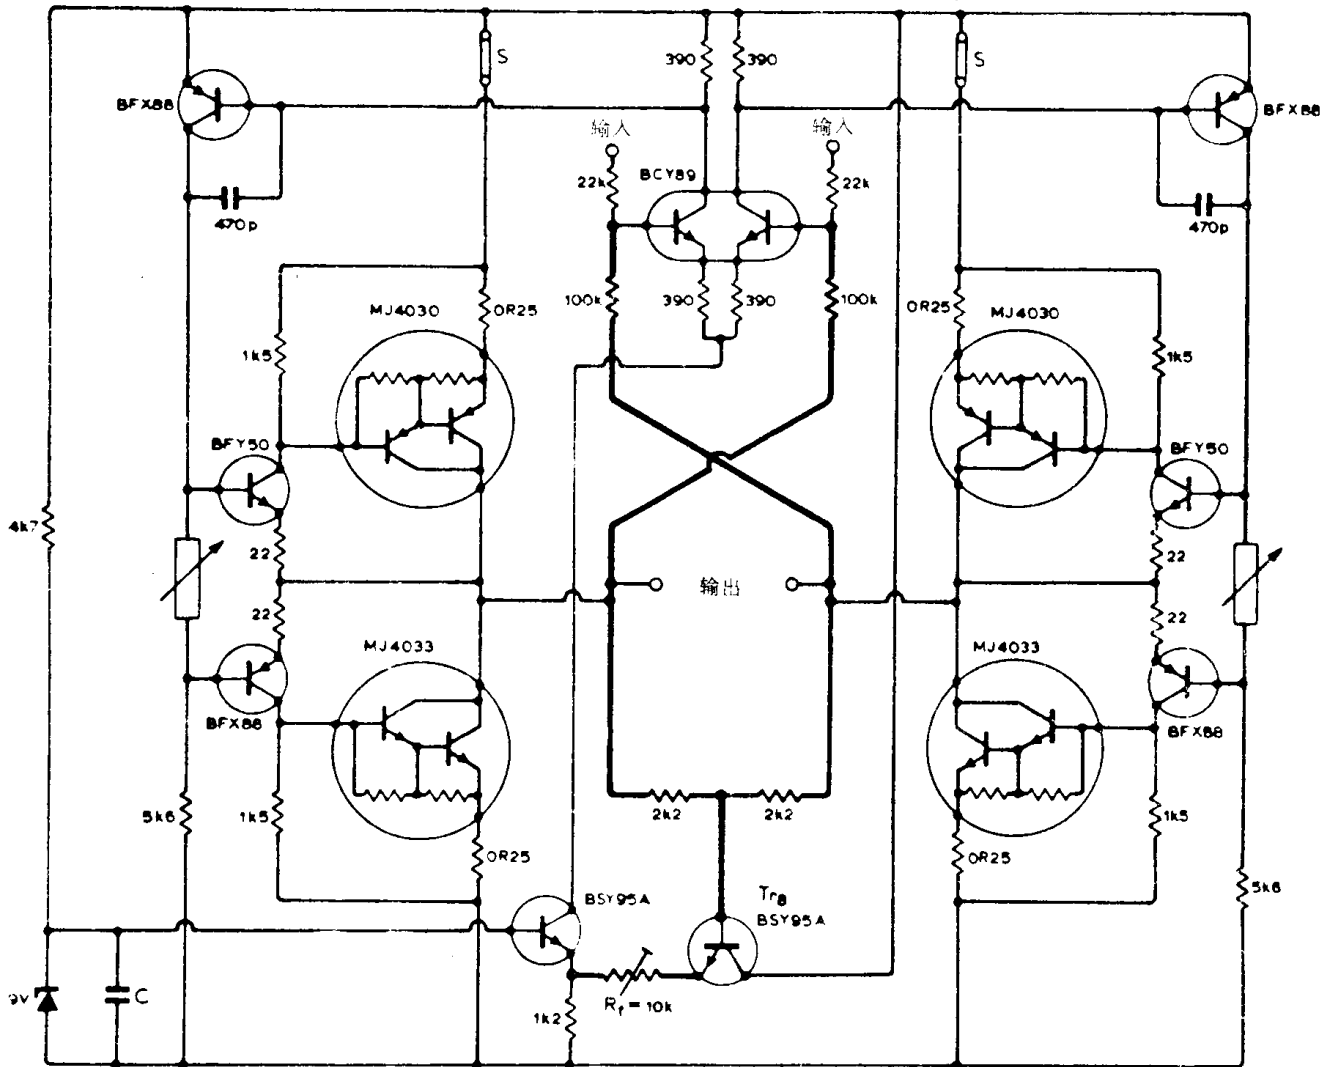 S
390
390
S
BFX88
BFX88
输入
输入
22k
BCY89
22k
470p
470p
100k
390
390
100k
MJ4030
0R25
0R25
MJ4030
1k5
1k5
BFY50
BFY50
4k7
22
22
输出
22
22
MJ4033
MJ4033
BFX88
BFX88
5k6
1k5
2k2
2k2
1k5
0R25
0R25
5k6
BSY95A
Tr8
BSY95A
9V
C
1k2
Rf=10k